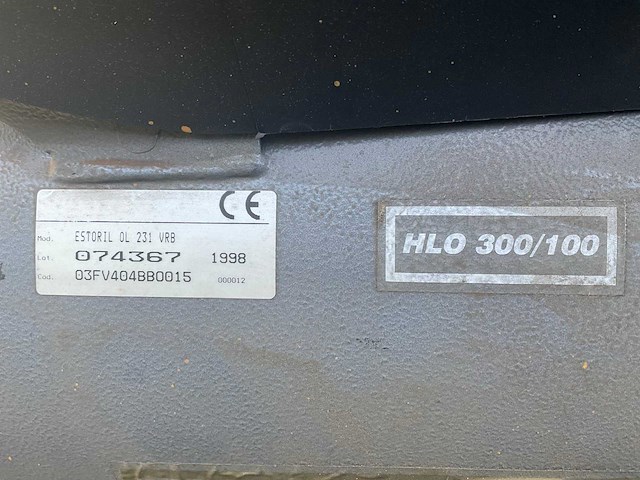 CE
Mod. ESTORIL OL 231 VRB
Lot. 074367 1998
Cod. 03FV404BB0015 000012
HLO 300/100